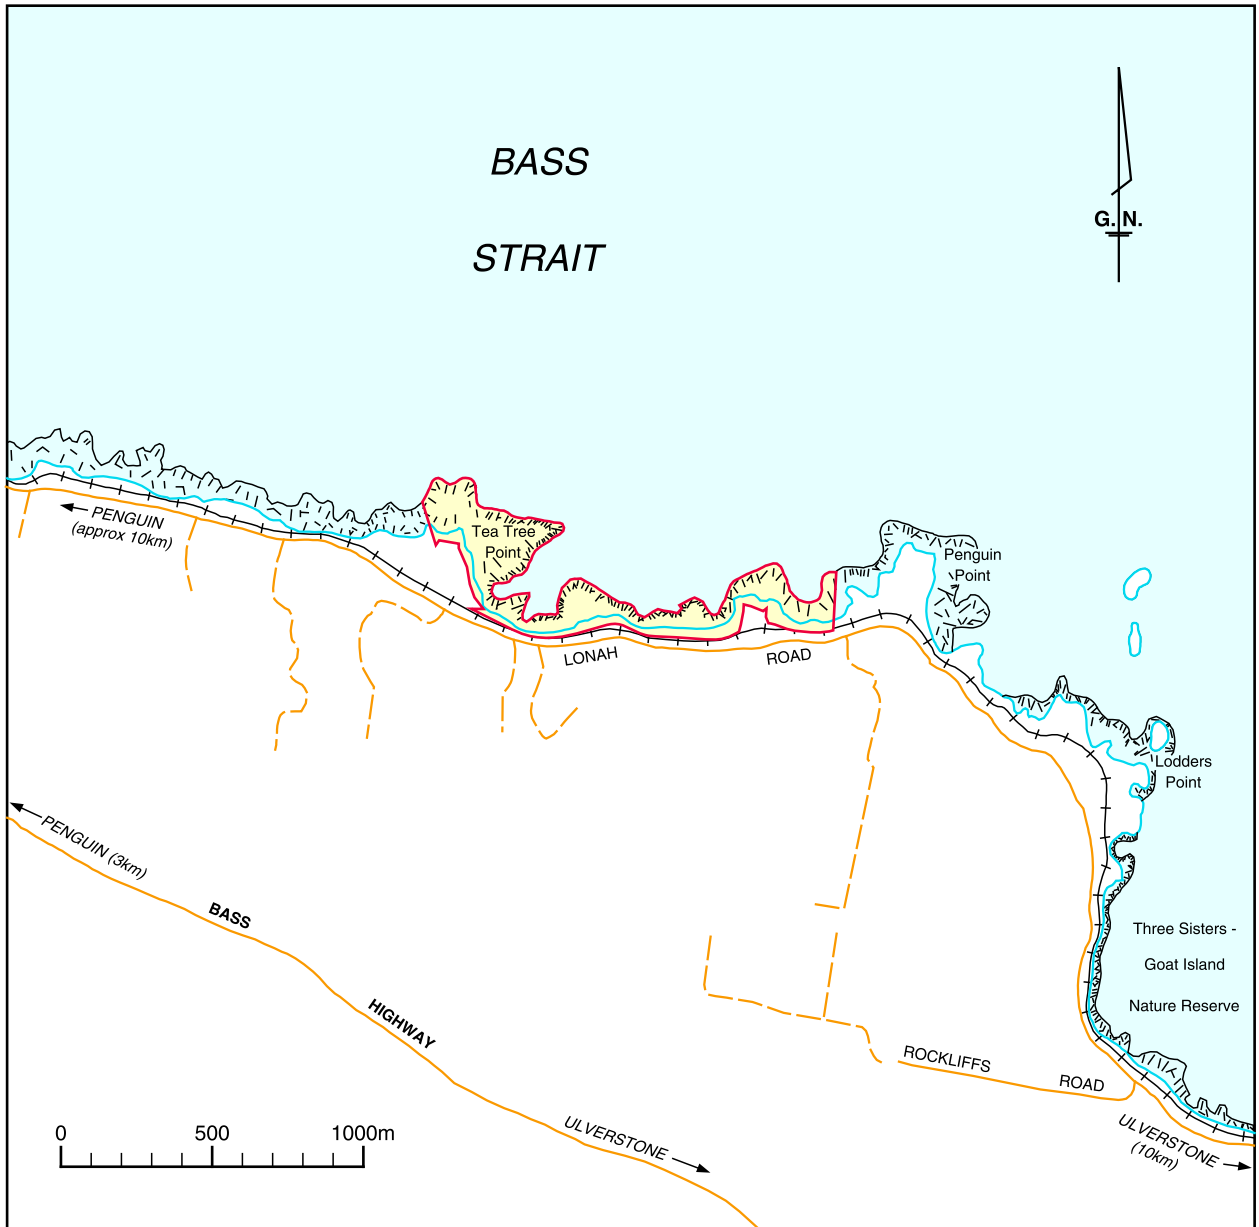 BASS
STRAIT
G. N.
PENGUIN
(approx 10km)
Tea Tree
Point
Penguin
Point
LONAH
ROAD
Lodders
Point
PENGUIN (3km)
BASS
HIGHWAY
Three Sisters -
Goat Island
Nature Reserve
ROCKLIFFS
ROAD
ULVERSTONE
ULVERSTONE
(10km)
0 500 1000m